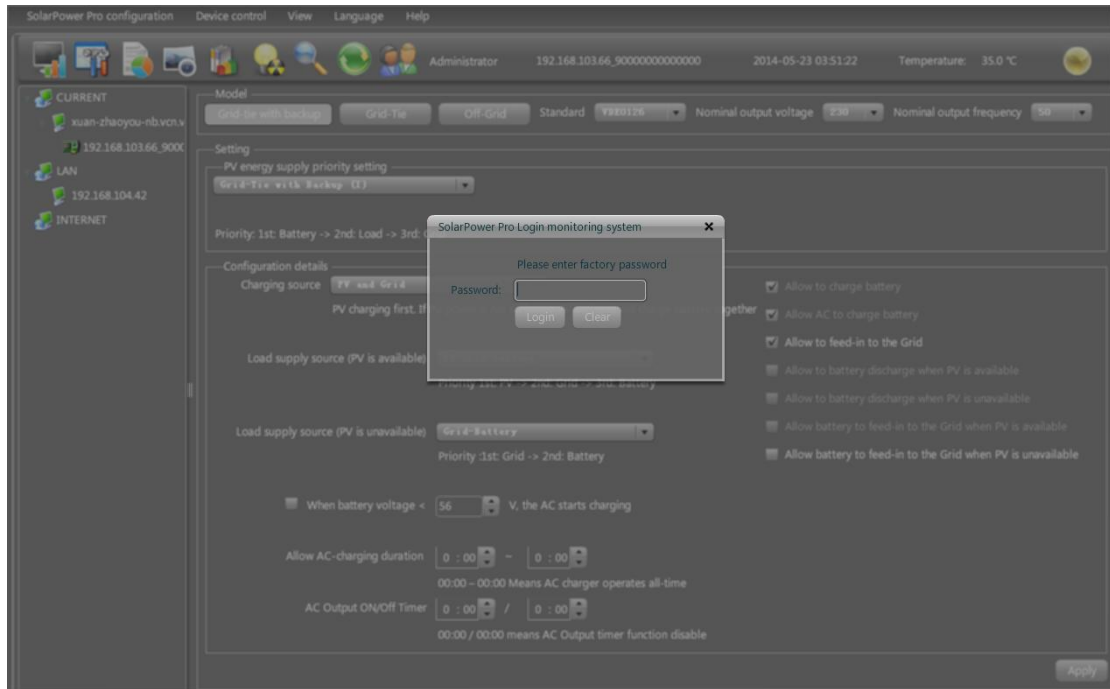 SolarPower Pro configuration Device control View Language Help
Administrator 192.168.103.66_90000000000000 2014-05-23 03:51:22 Temperature: 35.0 ℃
CURRENT
xuan-zhaoyou-nb.vcn.v
192.168.103.66_900X
LAN
192.168.104.42
INTERNET
Model
Grid-tie with backup Grid-Tie Off-Grid Standard VDE0126 Nominal output voltage 230 Nominal output frequency 50
Setting
PV energy supply priority setting
Grid-Tie with Backup (I)
Priority: 1st: Battery -> 2nd: Load -> 3rd:
SolarPower Pro Login monitoring system
Please enter factory password
Password:
Login Clear
Configuration details
Charging source PV and Grid
PV charging first. If gether
Load supply source (PV is available)
Priority 1st: PV -> 2nd: Grid -> 3rd: Battery
Load supply source (PV is unavailable) Grid-Battery
Priority :1st: Grid -> 2nd: Battery
When battery voltage < 56 V, the AC starts charging
Allow AC-charging duration 0 : 00 ~ 0 : 00
00:00 – 00:00 Means AC charger operates all-time
AC Output ON/Off Timer 0 : 00 / 0 : 00
00:00 / 00:00 means AC Output timer function disable
Allow to charge battery
Allow AC to charge battery
Allow to feed-in to the Grid
Allow to battery discharge when PV is available
Allow to battery discharge when PV is unavailable
Allow battery to feed-in to the Grid when PV is available
Allow battery to feed-in to the Grid when PV is unavailable
Apply